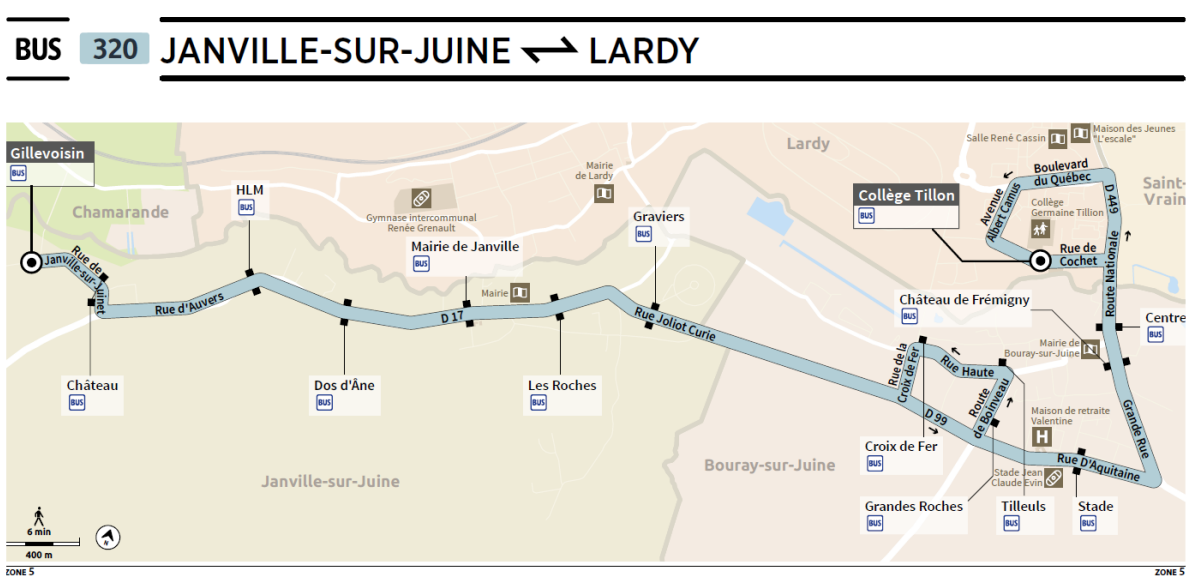 BUS 320 JANVILLE-SUR-JUINE LARDY
Gillevoisin
BUS
Chamarande
HLM
BUS
Gymnase intercommunal
Renée Grenault
Mairie
de Lardy
Lardy
Salle René Cassin
Maison des Jeunes
"L'escale"
Boulevard
du Québec
Saint-
Vrain
D 449
Avenue
Albert Camus
Collège
Germaine Tillion
Collège Tillon
BUS
Rue de
Cochet
Route Nationale
Graviers
BUS
Mairie de Janville
BUS
Mairie
Rue de
Janville-sur-Juinet
Rue d'Auvers
D 17
Rue Joliot Curie
Château de Frémigny
BUS
Centre
BUS
Mairie de
Bouray-sur-Juine
Rue de la
Croix de Fer
Rue Haute
Route
de Boinveau
D 99
Grande Rue
Château
BUS
Dos d'Âne
BUS
Les Roches
BUS
Maison de retraite
Valentine
H
Croix de Fer
BUS
Bouray-sur-Juine
Rue D'Aquitaine
Stade Jean
Claude Evin
Janville-sur-Juine
Grandes Roches
BUS
Tilleuls
BUS
Stade
BUS
6 min
400 m
N
ZONE 5
ZONE 5